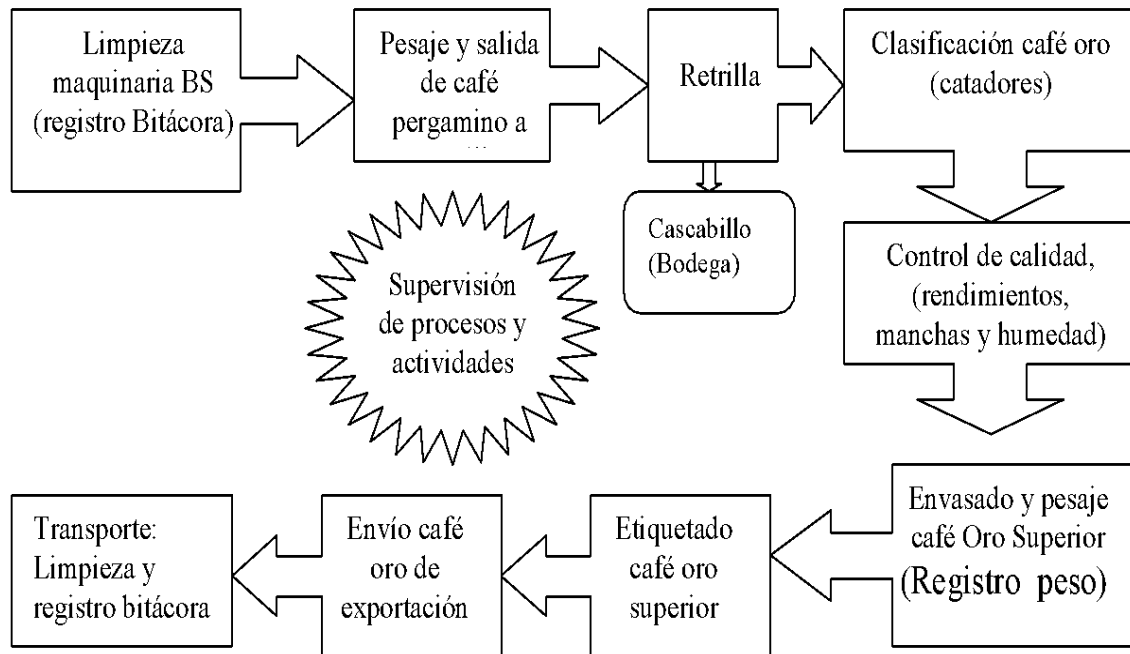 Limpieza
maquinaria BS
(registro Bitácora)
Pesaje y salida
de café
pergamino a
Retrilla
Clasificación café oro
(catadores)
Cascabillo
(Bodega)
Control de calidad,
(rendimientos,
manchas y humedad)
Supervisión
de procesos y
actividades
Envasado y pesaje
café Oro Superior
(Registro peso)
Etiquetado
café oro
superior
Envío café
oro de
exportación
Transporte:
Limpieza y
registro bitácora